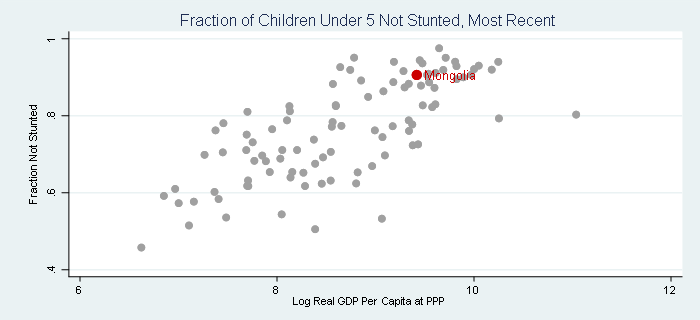 Fraction of Children Under 5 Not Stunted, Most Recent
Fraction Not Stunted
1
.8
.6
.4
Mongolia
6
8
10
12
Log Real GDP Per Capita at PPP